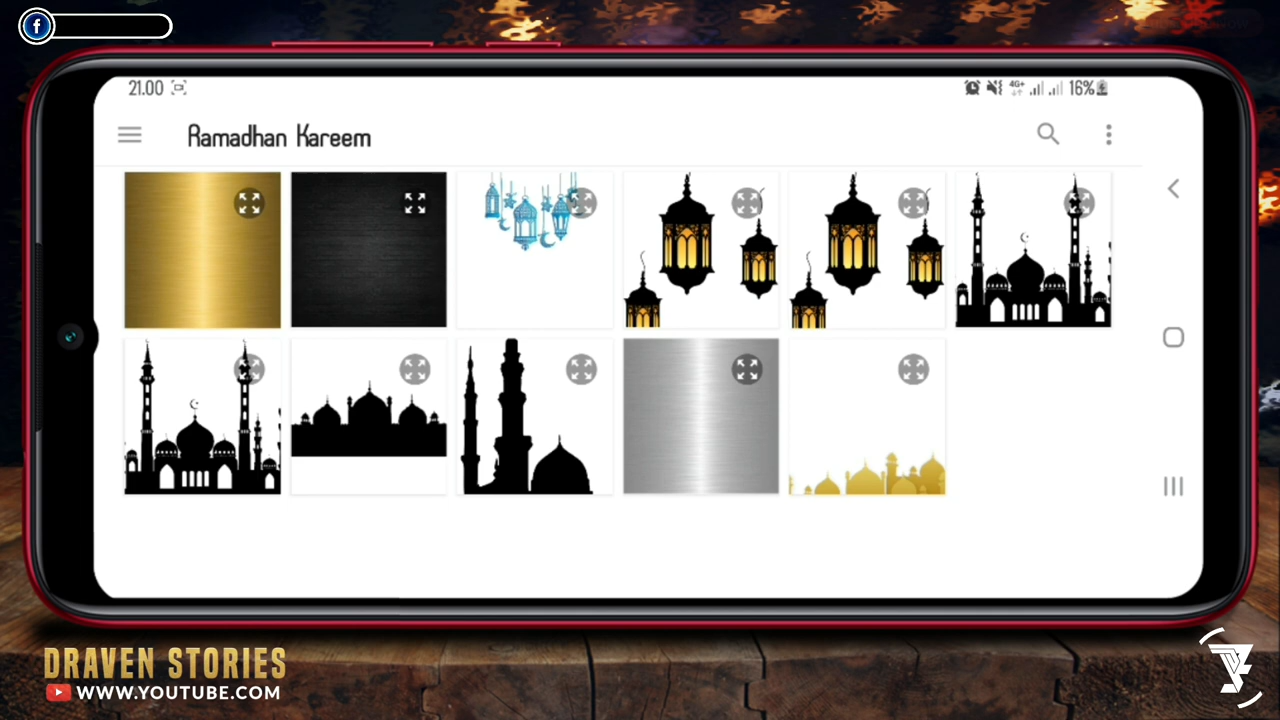 f
21.00
4G+
16%
Ramadhan Kareem
DRAVEN STORIES
WWW.YOUTUBE.COM